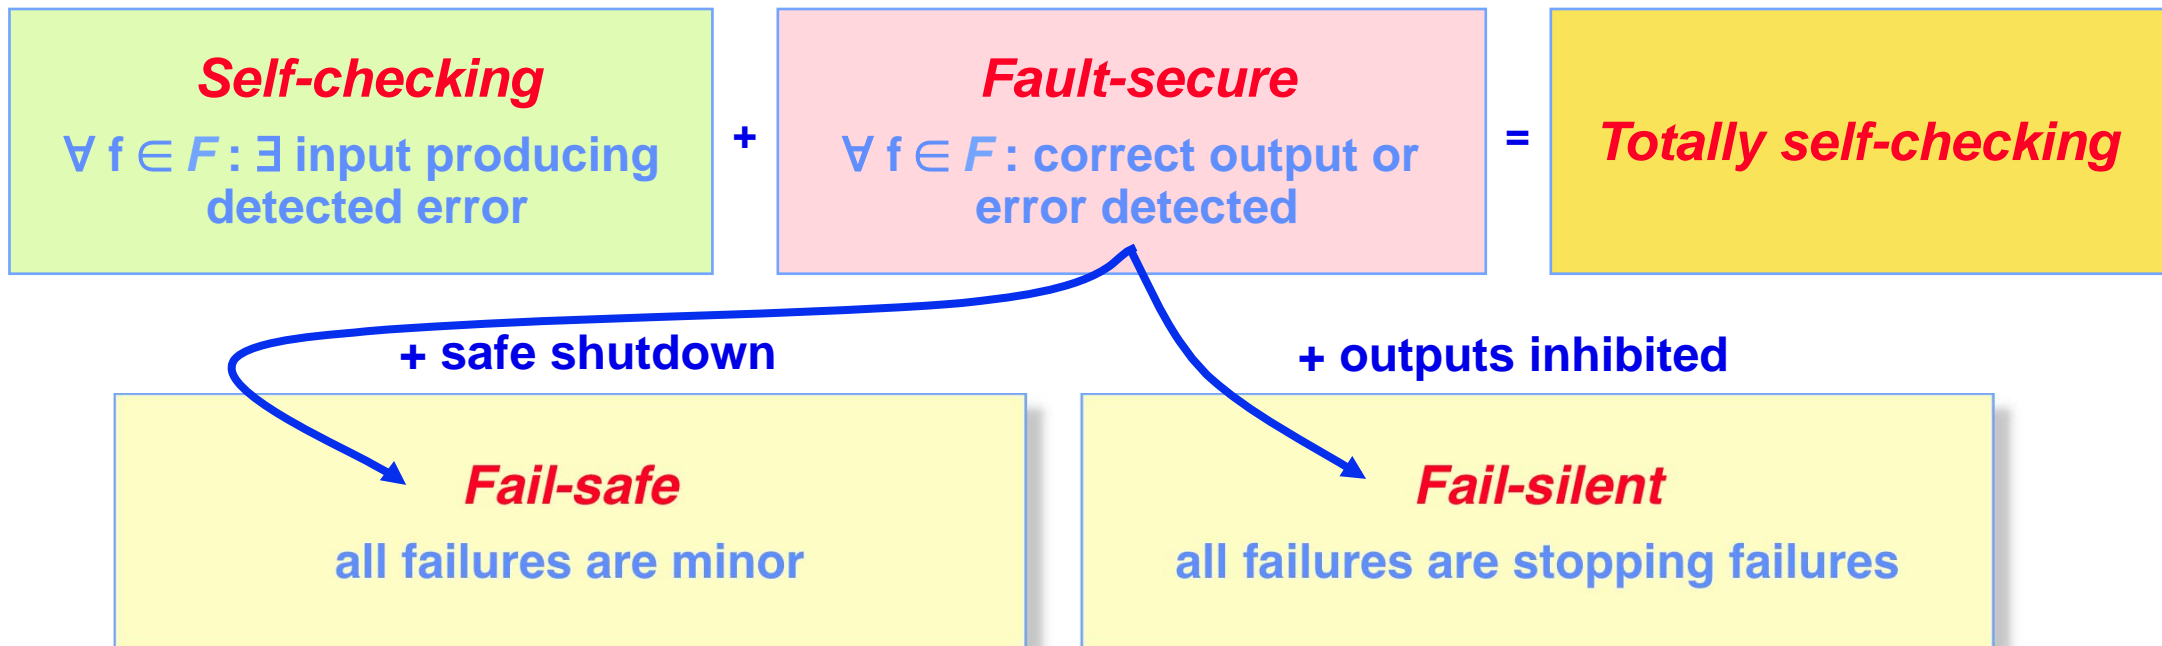 Self-checking
∀ f ∈ F : ∃ input producing
detected error
+
Fault-secure
∀ f ∈ F : correct output or
error detected
=
Totally self-checking
+ safe shutdown
+ outputs inhibited
Fail-safe
all failures are minor
Fail-silent
all failures are stopping failures